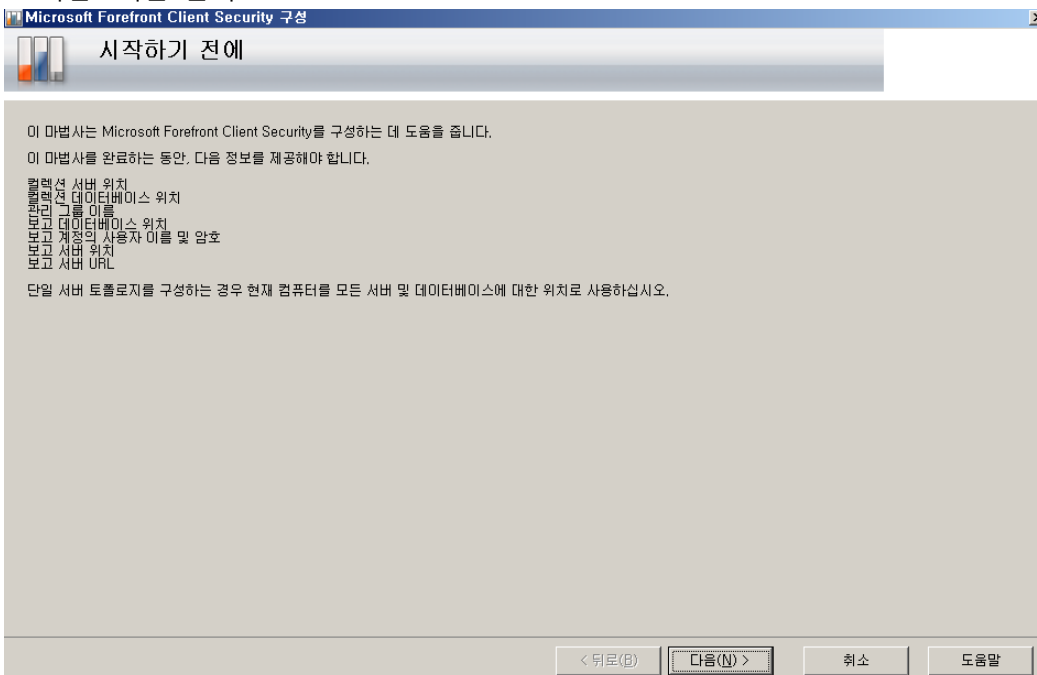 Microsoft Forefront Client Security 구성
시작하기 전에
이 마법사는 Microsoft Forefront Client Security를 구성하는 데 도움을 줍니다.
이 마법사를 완료하는 동안, 다음 정보를 제공해야 합니다.
컬렉션 서버 위치
컬렉션 데이터베이스 위치
관리 그룹 이름
보고 데이터베이스 위치
보고 계정의 사용자 이름 및 암호
보고 서버 위치
보고 서버 URL
단일 서버 토폴로지를 구성하는 경우 현재 컴퓨터를 모든 서버 및 데이터베이스에 대한 위치로 사용하십시오.
< 뒤로(B) 다음(N) > 취소 도움말